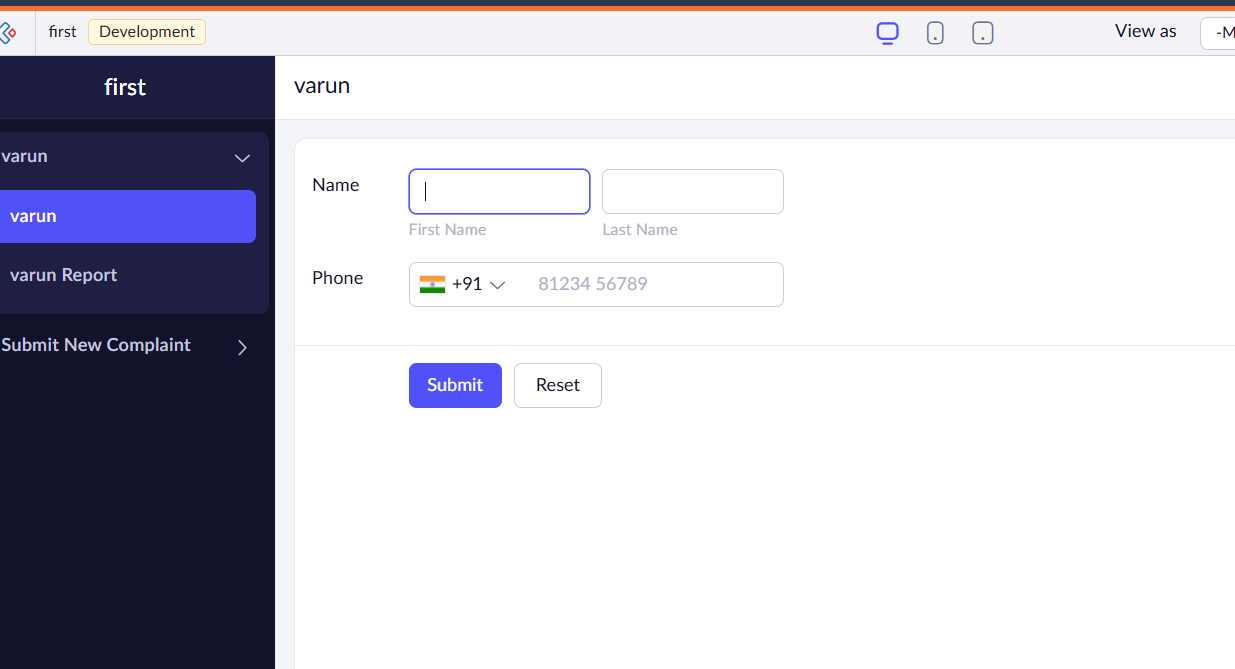 first Development View as -M
first
varun
varun
varun Report
Submit New Complaint
varun
Name
First Name Last Name
Phone +91 81234 56789
Submit Reset